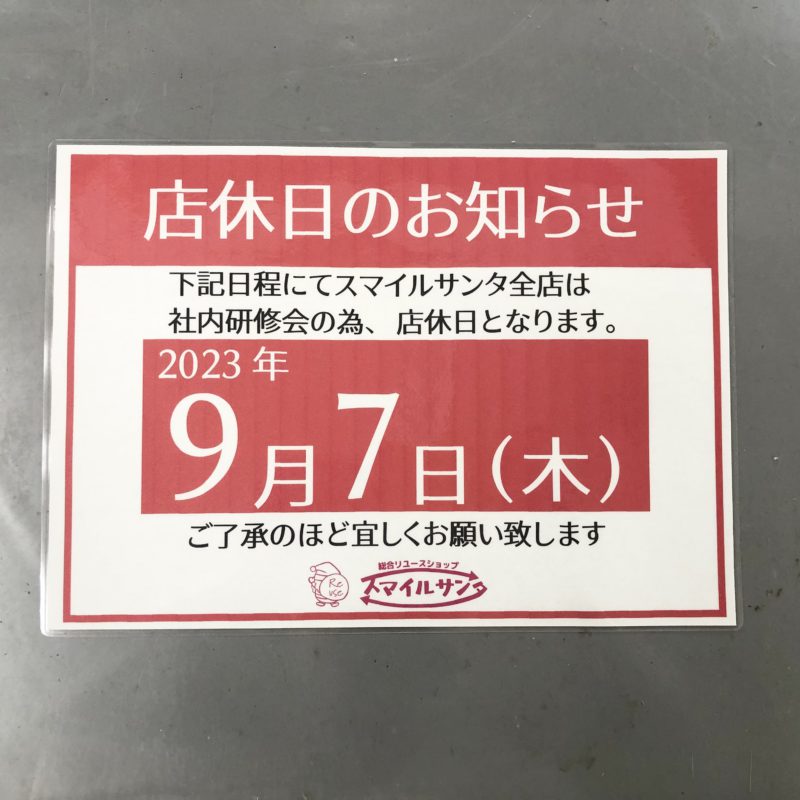 店休日のお知らせ
下記日程にてスマイルサンタ全店は
社内研修会の為、店休日となります。
2023年
9月7日(木)
ご了承のほど宜しくお願い致します
総合リユースショップ
Re use スマイルサンタ